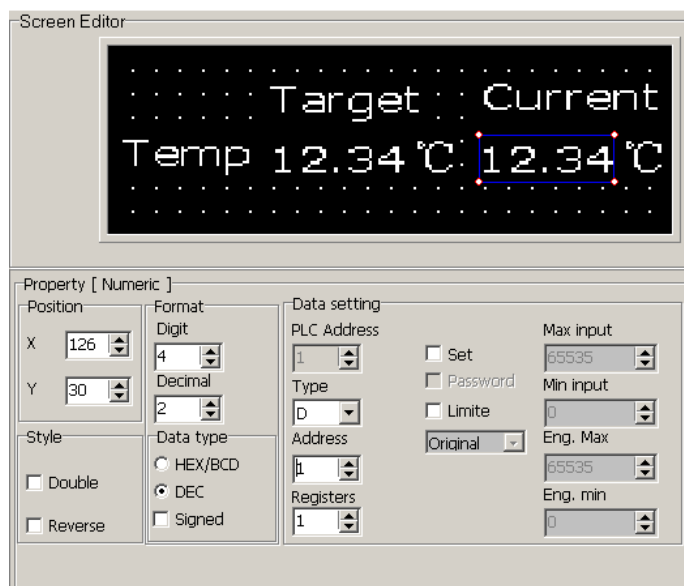 Screen Editor
Target Current
Temp 12.34 ℃ 12.34 ℃
Property [ Numeric ]
Position
X 126
Y 30
Format
Digit
4
Decimal
2
Style
Double
Reverse
Data type
HEX/BCD
DEC
Signed
Data setting
PLC Address
1
Type
D
Address
1
Registers
1
Set
Password
Limite
Original
Max input
65535
Min input
0
Eng. Max
65535
Eng. min
0